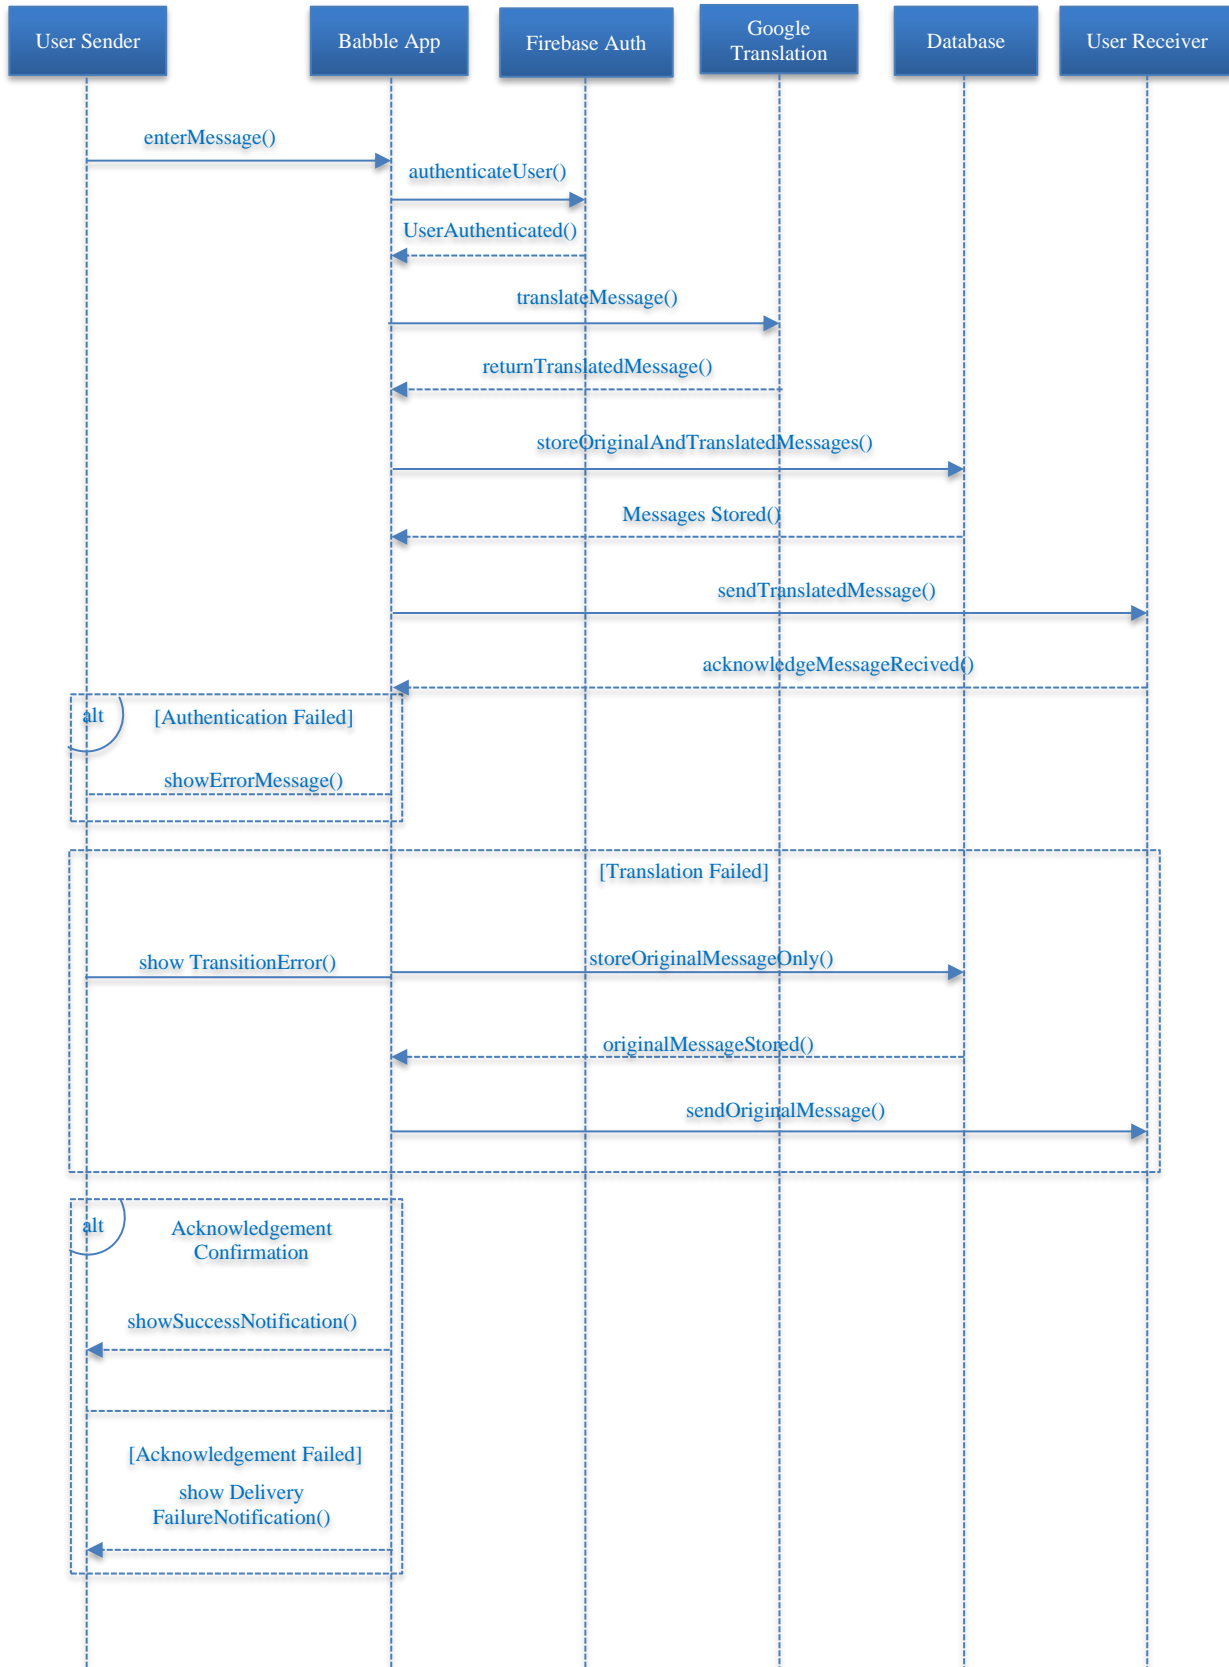 User Sender
Babble App
Firebase Auth
Google
Translation
Database
User Receiver
enterMessage()
authenticateUser()
UserAuthenticated()
translateMessage()
returnTranslatedMessage()
storeOriginalAndTranslatedMessages()
Messages Stored()
sendTranslatedMessage()
acknowledgeMessageRecived()
alt
[Authentication Failed]
showErrorMessage()
[Translation Failed]
show TransitionError()
storeOriginalMessageOnly()
originalMessageStored()
sendOriginalMessage()
alt
Acknowledgement
Confirmation
showSuccessNotification()
[Acknowledgement Failed]
show Delivery
FailureNotification()